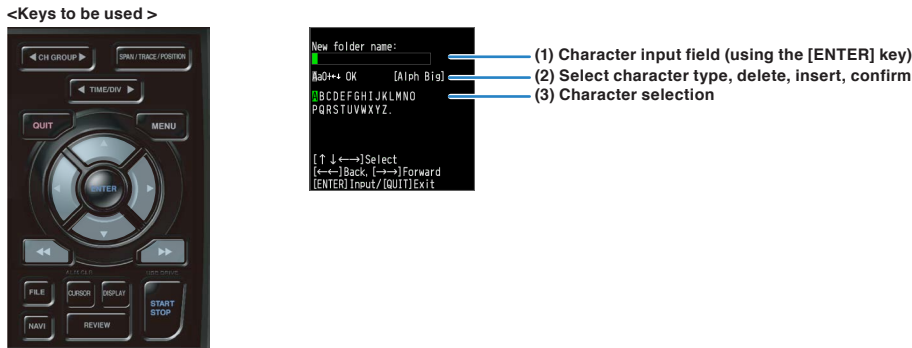 <Keys to be used >
◀ CH GROUP ▶
SPAN / TRACE / POSITION
◀ TIME/DIV ▶
QUIT
MENU
ENTER
USB DRIVE
FILE
CURSOR
DISPLAY
START
STOP
NAVI
REVIEW
New folder name:
(1) Character input field (using the [ENTER] key)
OK [Alph Big]
(2) Select character type, delete, insert, confirm
ABCDEFGHIJKLMNO
(3) Character selection
PQRSTUVWXYZ.
[↑↓←→]Select
[←←]Back, [→→]Forward
[ENTER]Input/[QUIT]Exit